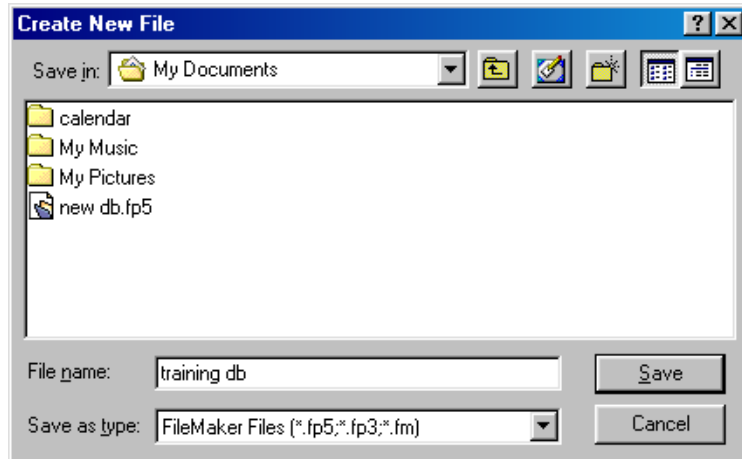 Create New File
Save in: My Documents
calendar
My Music
My Pictures
new db.fp5
File name: training db Save
Save as type: FileMaker Files (*.fp5;*.fp3;*.fm) Cancel